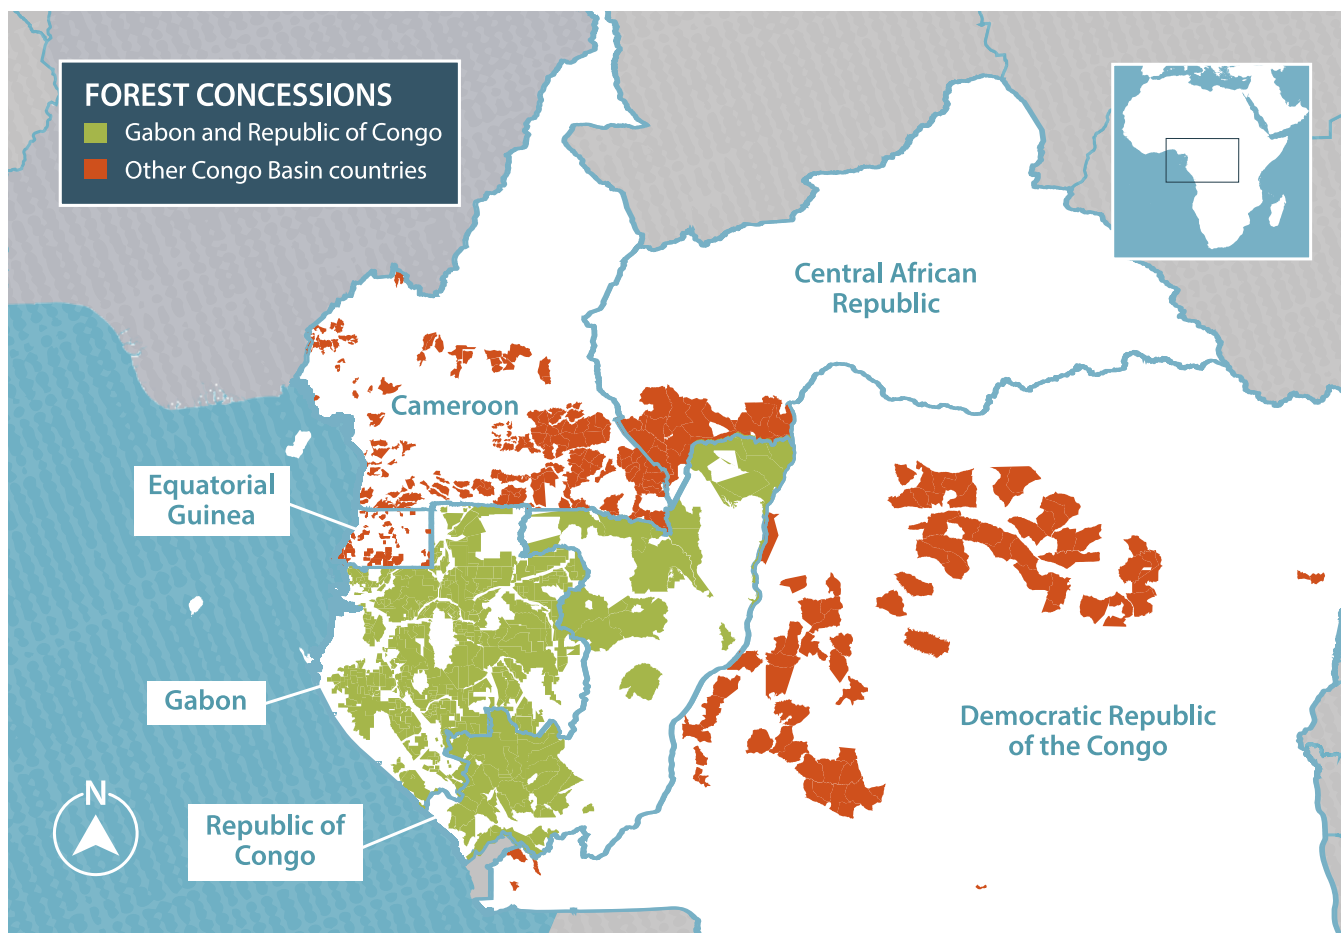 FOREST CONCESSIONS
Gabon and Republic of Congo
Other Congo Basin countries
Central African
Republic
Cameroon
Equatorial
Guinea
Gabon
Democratic Republic
of the Congo
N
Republic of
Congo